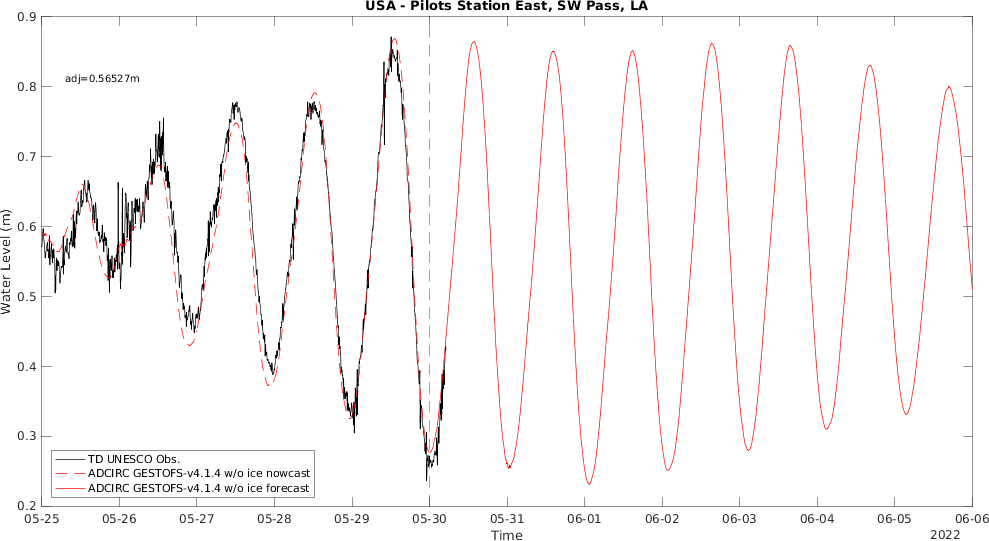 USA - Pilots Station East, SW Pass, LA
0.9
0.8
0.7
0.6
0.5
0.4
0.3
0.2
Water Level (m)
adj=0.56527m
TD UNESCO Obs.
ADCIRC GESTOFS-v4.1.4 w/o ice nowcast
ADCIRC GESTOFS-v4.1.4 w/o ice forecast
05-25 05-26 05-27 05-28 05-29 05-30 05-31 06-01 06-02 06-03 06-04 06-05 06-06
Time
2022